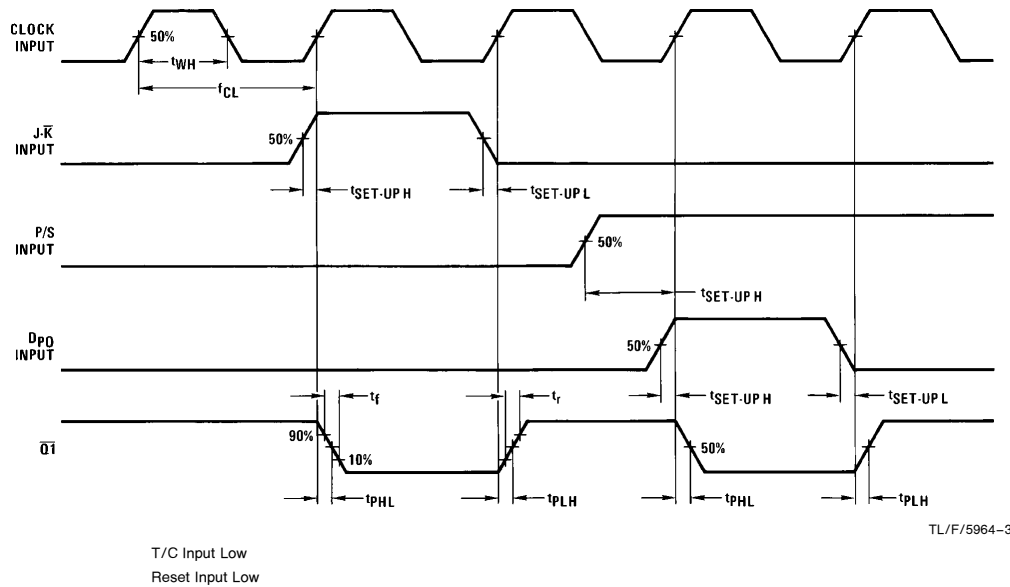 CLOCK
INPUT
50%
tWH
fCL
J·K̅
INPUT
50%
tSET-UP H
tSET-UP L
P/S
INPUT
50%
tSET-UP H
DP0
INPUT
50%
tSET-UP H
tSET-UP L
tf
tr
Q̅1̅
90%
10%
50%
tPHL
tPLH
tPHL
tPLH
TL/F/5964–3
T/C Input Low
Reset Input Low